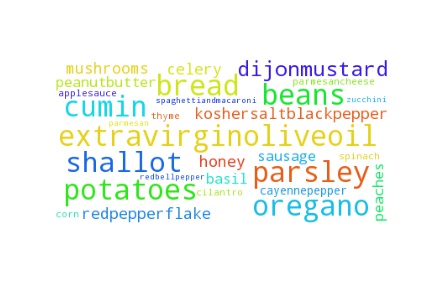 mushrooms
celery
dijonmustard
peanutbutter
bread
parmesancheese
applesauce
beans
spaghettiandmacaroni
zucchini
cumin
thyme
koshersaltblackpepper
parmesan
extravirginoliveoil
shallot
honey
sausage
spinach
redbellpepper
basil
parsley
potatoes
cilantro
cayennepepper
peaches
corn
redpepperflake
oregano